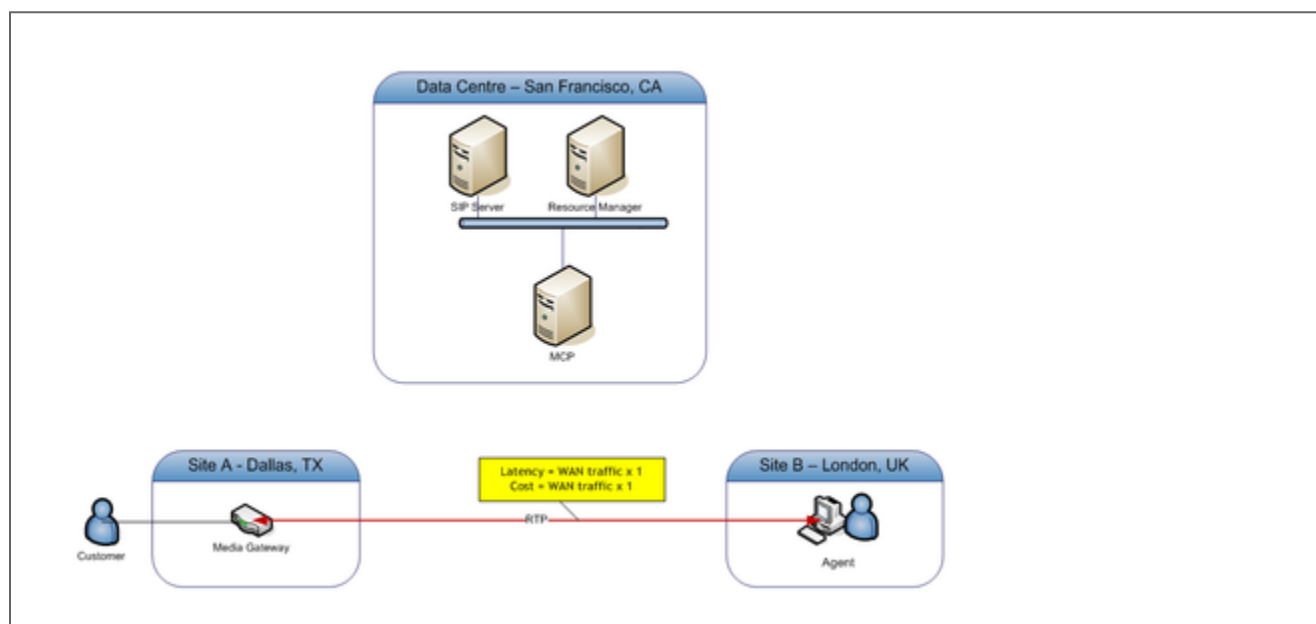 Data Centre – San Francisco, CA
SIP Server
Resource Manager
MCP
Site A - Dallas, TX
Latency = WAN traffic x 1
Cost = WAN traffic x 1
Site B – London, UK
RTP
Customer
Media Gateway
Agent